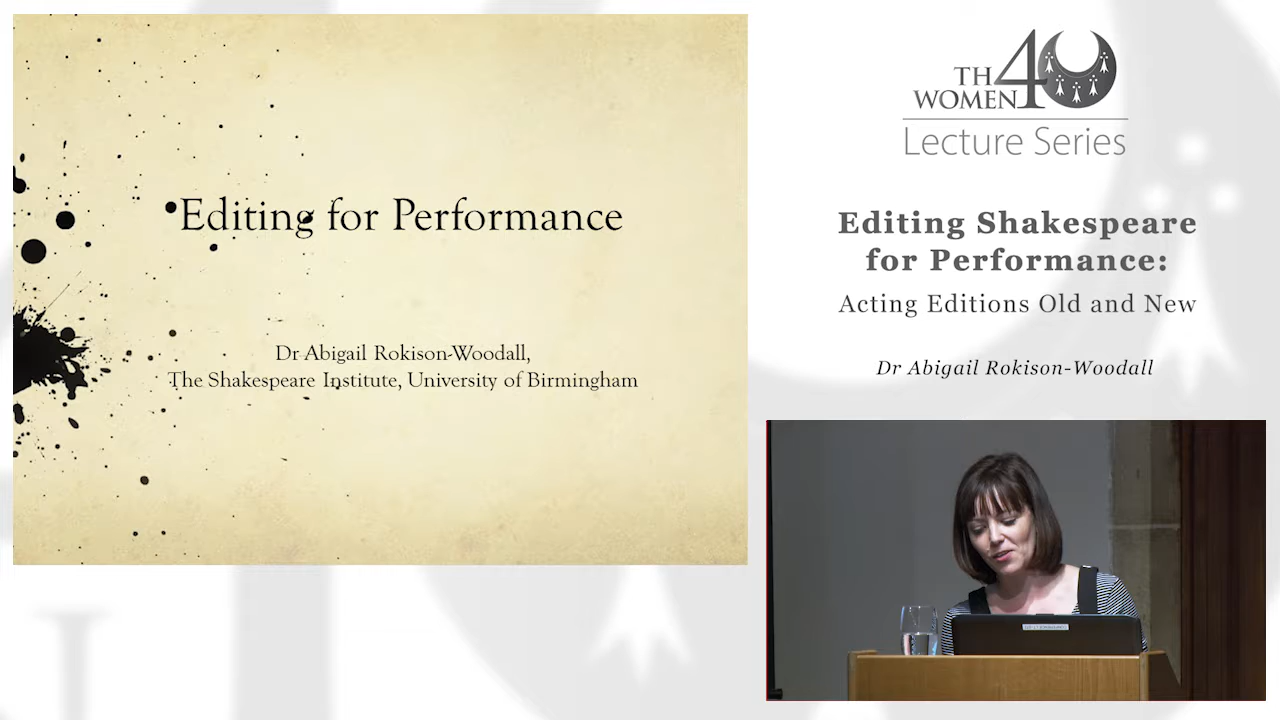 Editing for Performance
Dr Abigail Rokison-Woodall,
The Shakespeare Institute, University of Birmingham
TH 40
WOMEN
Lecture Series
Editing Shakespeare
for Performance:
Acting Editions Old and New
Dr Abigail Rokison-Woodall